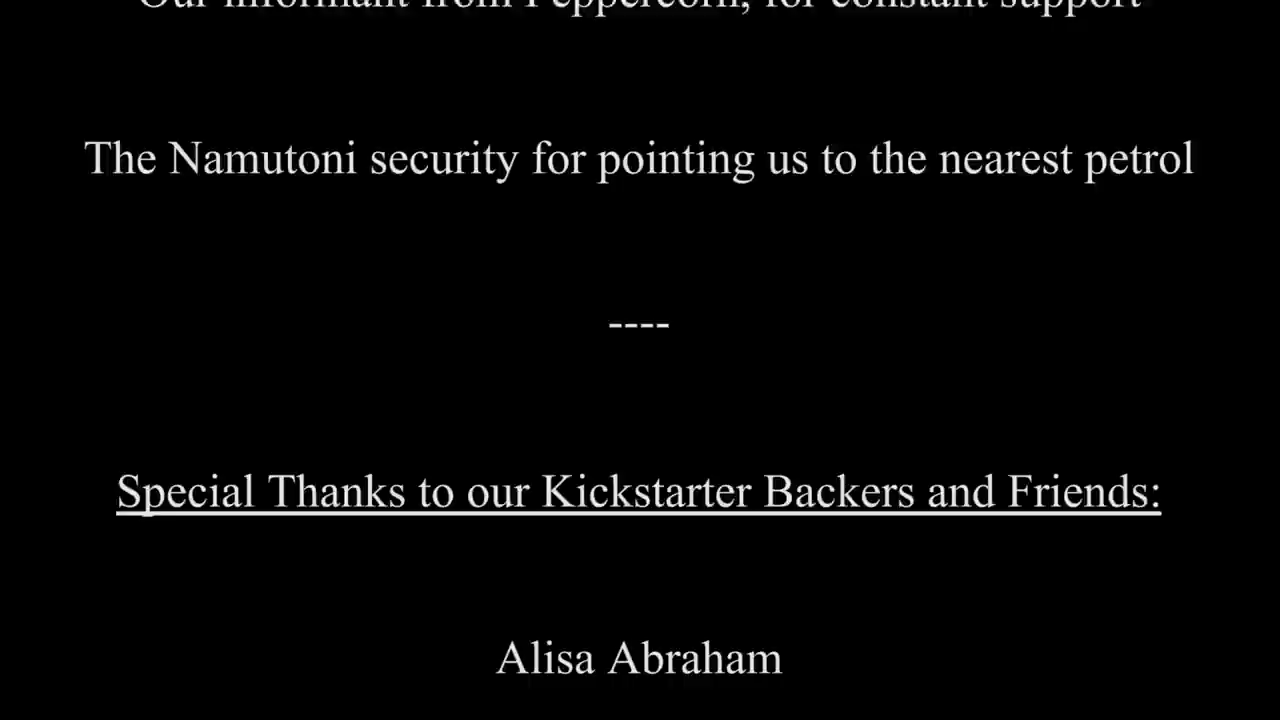 Our informant from Peppercorn, for constant support
The Namutoni security for pointing us to the nearest petrol
----
Special Thanks to our Kickstarter Backers and Friends:
Alisa Abraham